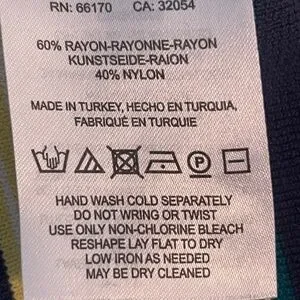 RN: 66170 CA: 32054
60% RAYON-RAYONNE-RAYON
KUNSTSEIDE-RAION
40% NYLON
MADE IN TURKEY, HECHO EN TURQUIA,
FABRIQUÉ EN TURQUIE
HAND WASH COLD SEPARATELY
DO NOT WRING OR TWIST
USE ONLY NON-CHLORINE BLEACH
RESHAPE LAY FLAT TO DRY
LOW IRON AS NEEDED
MAY BE DRY CLEANED